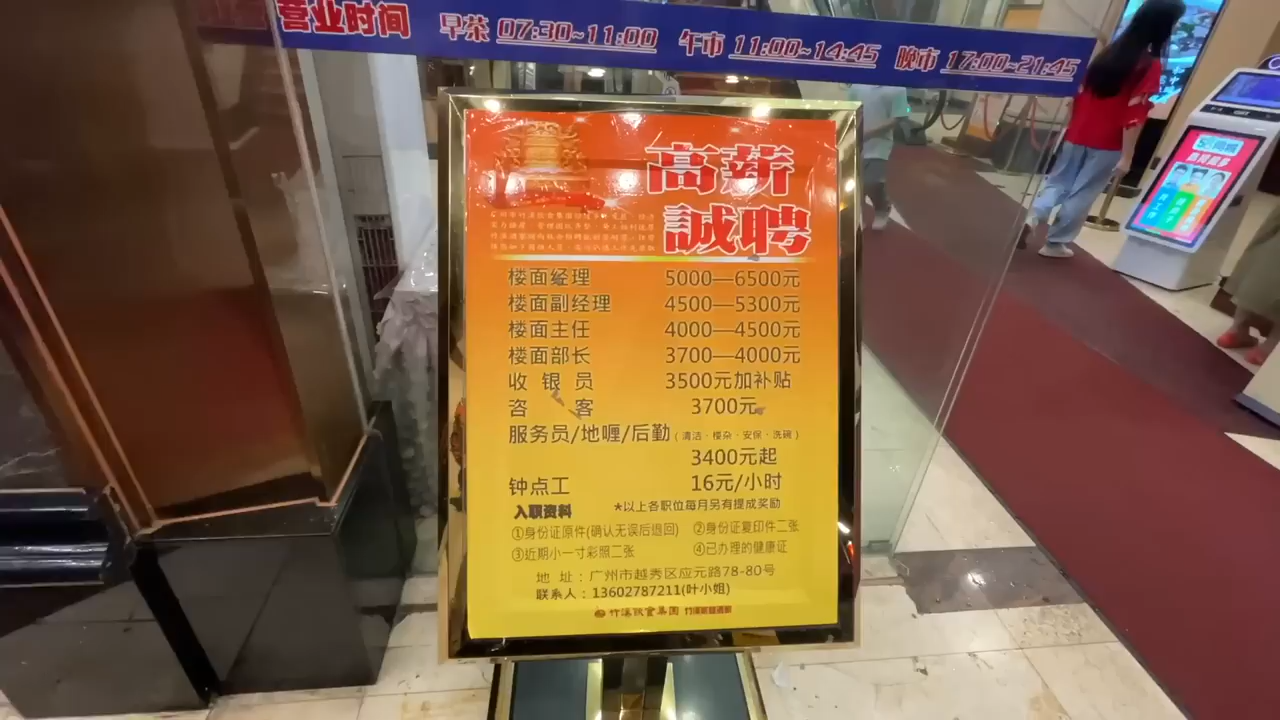 营业时间 早茶 07:30~11:00 午市 11:00~14:45 晚市 17:00~21:45
高薪
誠聘
楼面经理 5000—6500元
楼面副经理 4500—5300元
楼面主任 4000—4500元
楼面部长 3700—4000元
收银员 3500元加补贴
咨客 3700元
服务员/地喱/后勤(清洁·楼杂·安保·洗碗)
3400元起
钟点工 16元/小时
入职资料 *以上各职位每月另有提成奖励
①身份证原件(确认无误后退回) ②身份证复印件二张
③近期小一寸彩照二张 ④已办理的健康证
地 址：广州市越秀区应元路78-80号
联系人：13602787211(叶小姐)
竹溪饮食集团